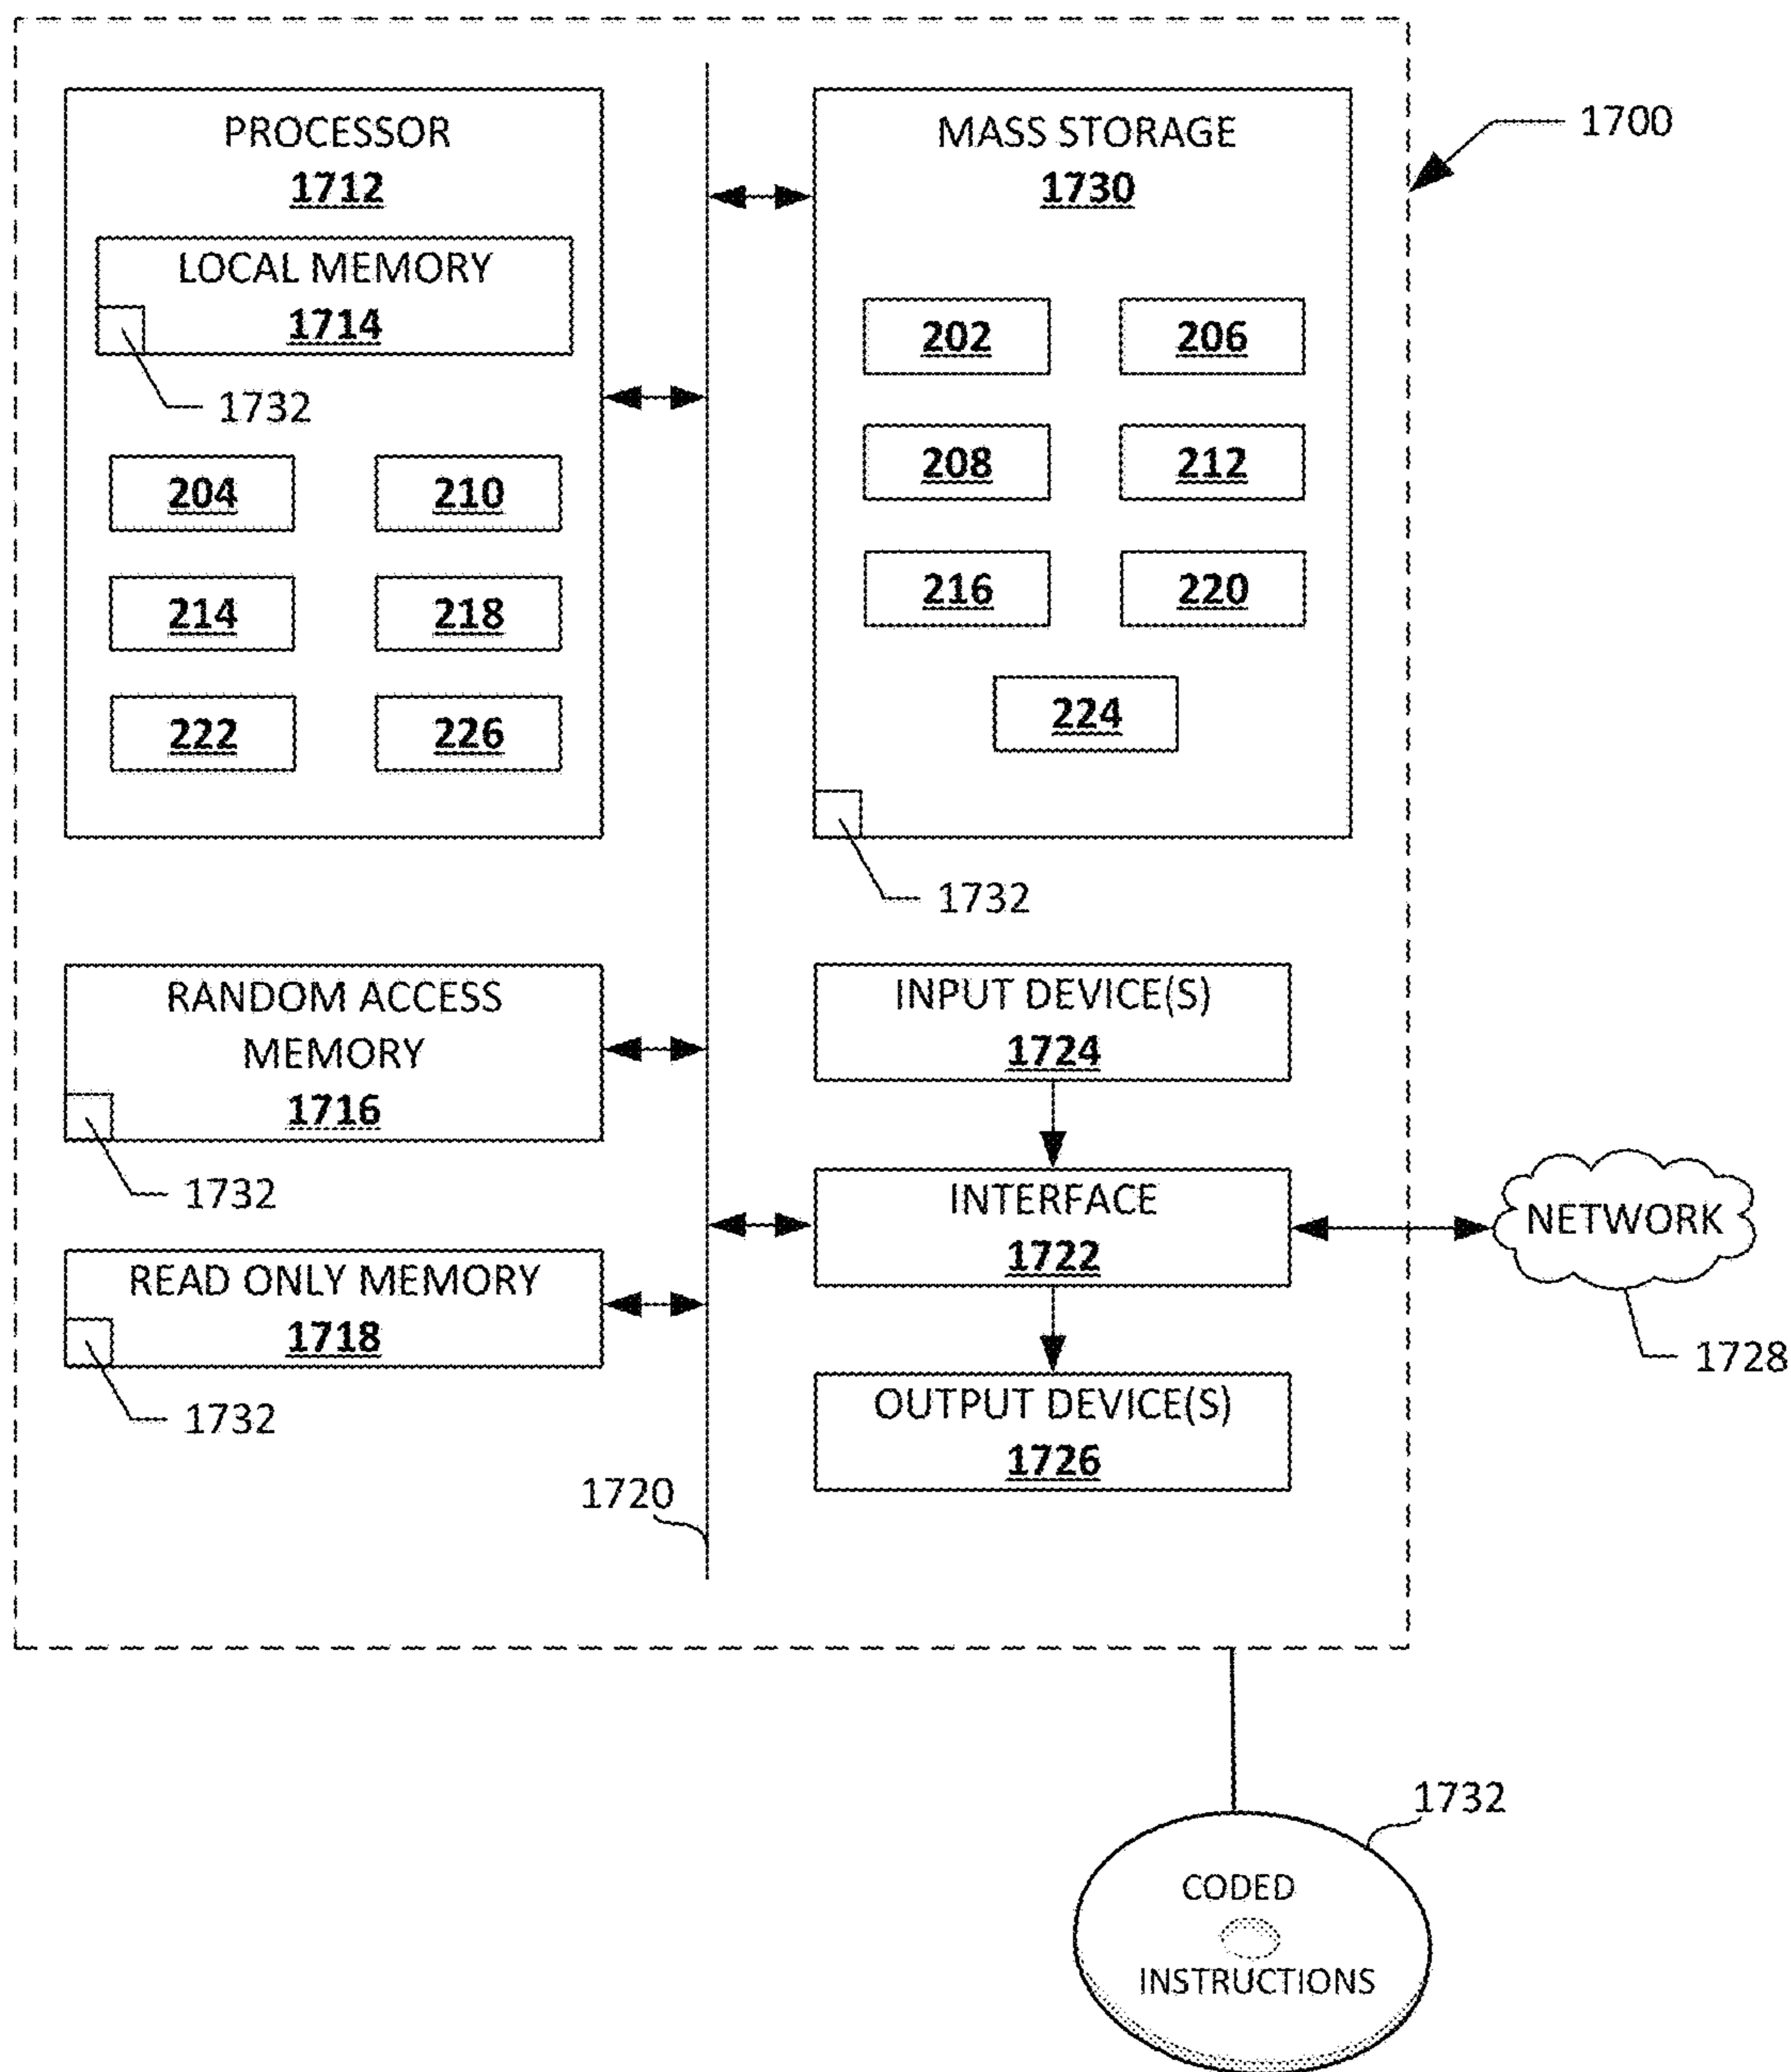 PROCESSOR
1712
LOCAL MEMORY
1714
1732
204 210
214 218
222 226
MASS STORAGE
1730
202 206
208 212
216 220
224
1732
1700
RANDOM ACCESS
MEMORY
1716
1732
READ ONLY MEMORY
1718
1732
1720
INPUT DEVICE(S)
1724
INTERFACE
1722
OUTPUT DEVICE(S)
1726
NETWORK
1728
1732
CODED
INSTRUCTIONS